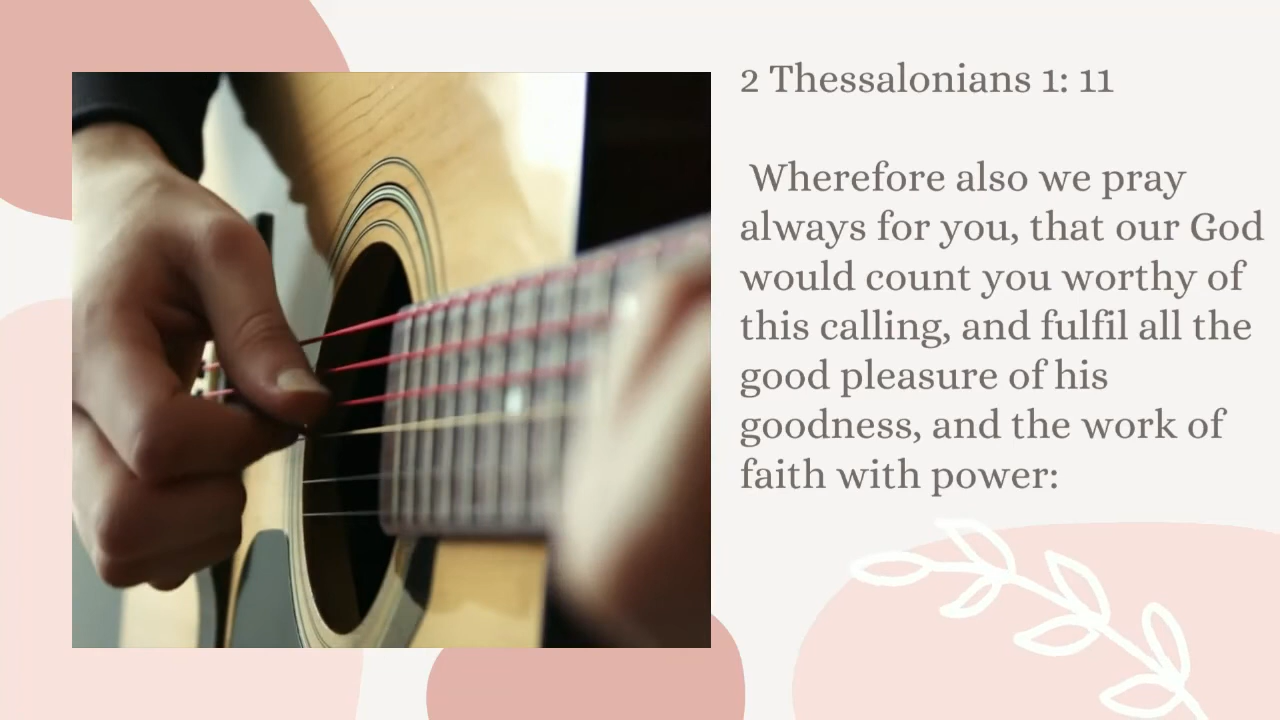 2 Thessalonians 1: 11
Wherefore also we pray
always for you, that our God
would count you worthy of
this calling, and fulfil all the
good pleasure of his
goodness, and the work of
faith with power: